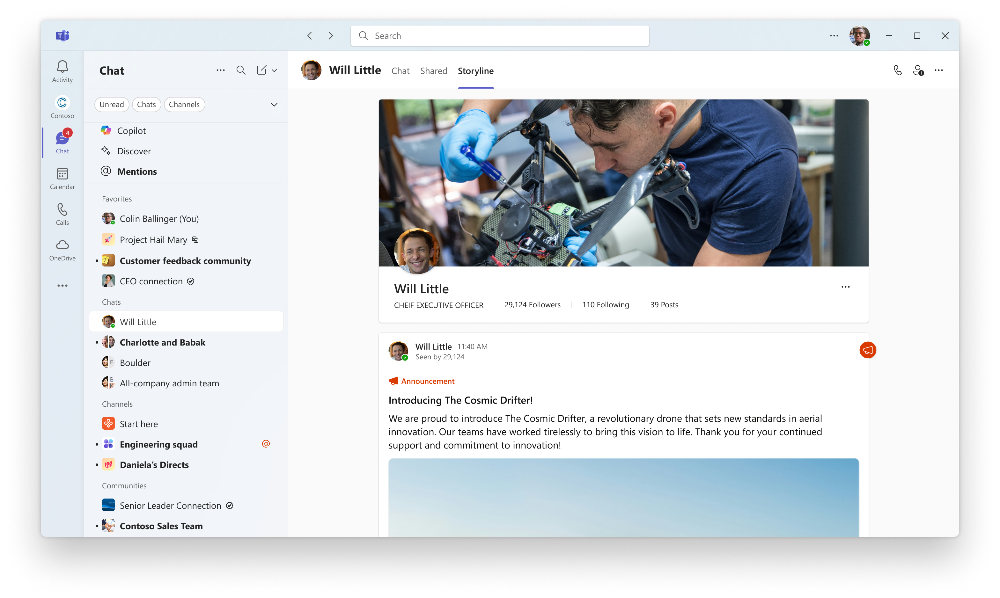 T
Search
Activity
Contoso
4
Chat
Calendar
Calls
OneDrive
Chat
Unread
Chats
Channels
Copilot
Discover
Mentions
Favorites
Colin Ballinger (You)
Project Hail Mary
Customer feedback community
CEO connection
Chats
Will Little
Charlotte and Babak
E
Boulder
E
K
All-company admin team
Channels
Start here
Engineering squad @
100
Daniela’s Directs
Communities
Senior Leader Connection
Contoso Sales Team
Will Little Chat Shared Storyline
Will Little
CHEIF EXECUTIVE OFFICER 29,124 Followers 110 Following 39 Posts
Will Little 11:40 AM
Seen by 29,124
Announcement
Introducing The Cosmic Drifter!
We are proud to introduce The Cosmic Drifter, a revolutionary drone that sets new standards in aerial
innovation. Our teams have worked tirelessly to bring this vision to life. Thank you for your continued
support and commitment to innovation!